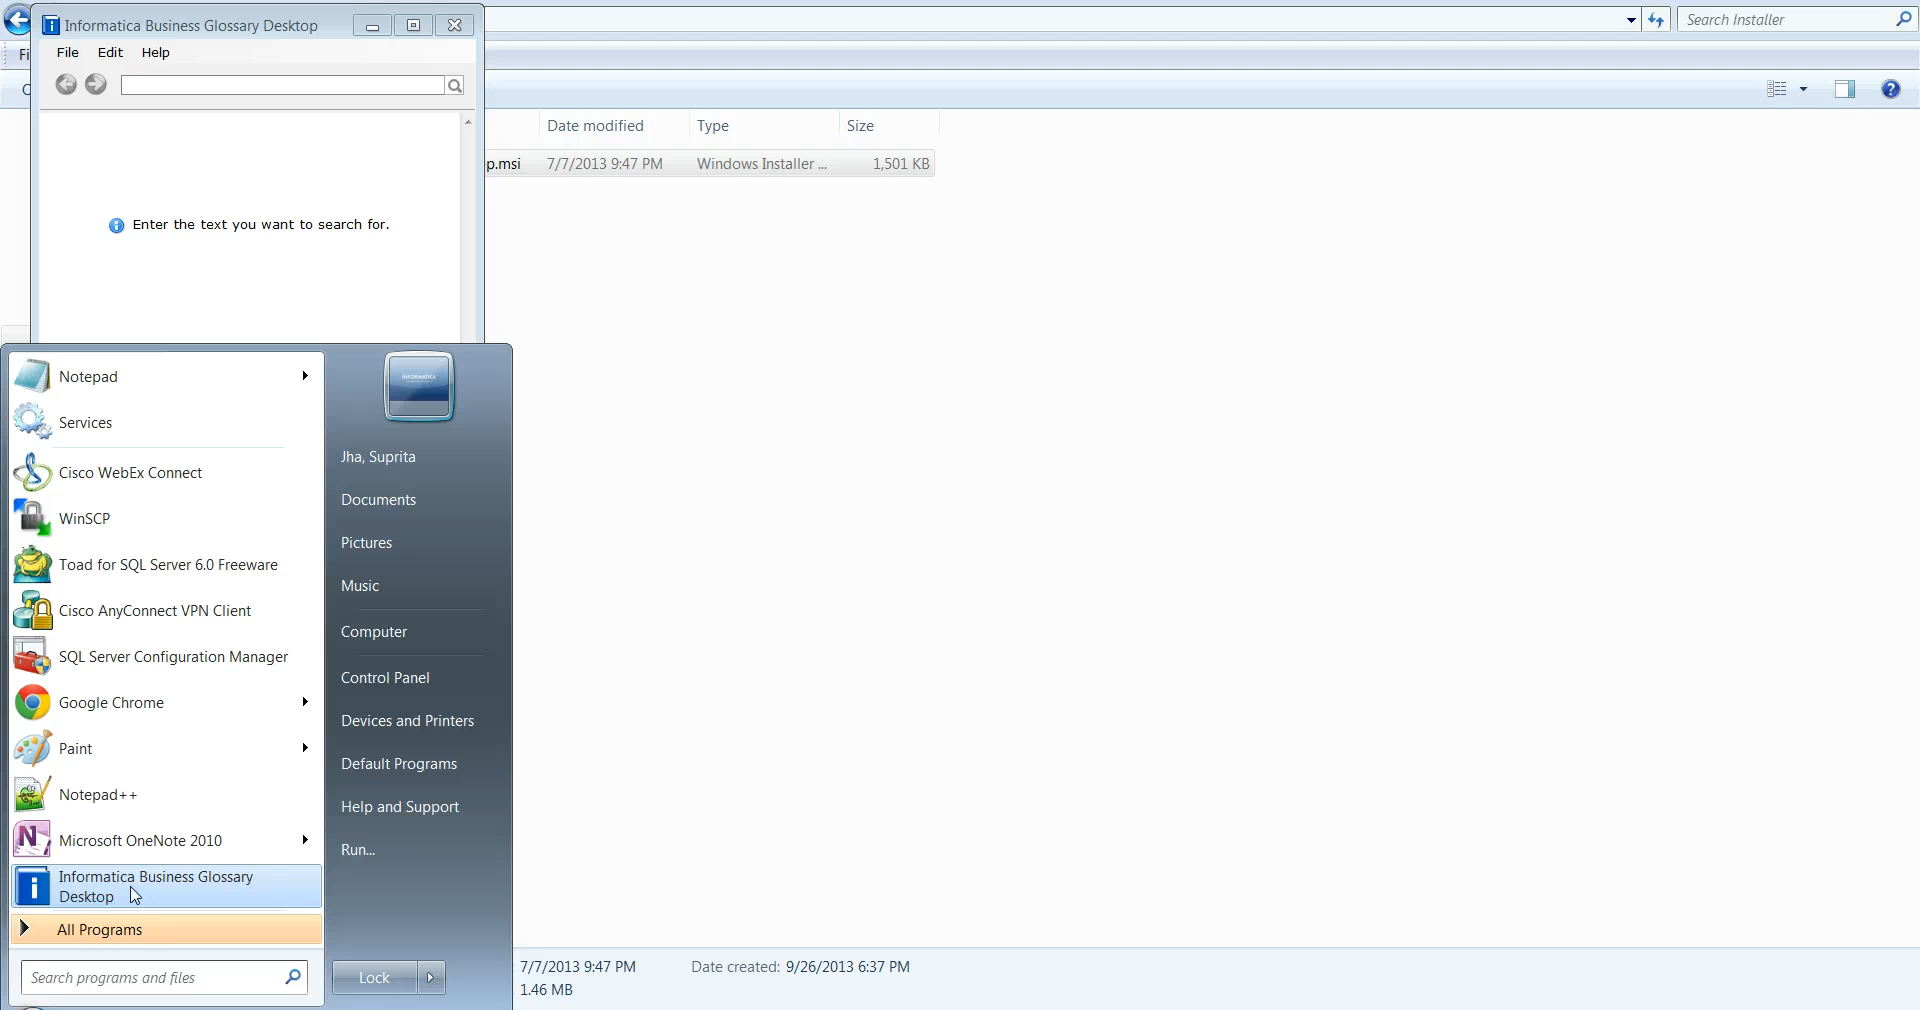 Informatica Business Glossary Desktop
Search Installer
File Edit Help
Date modified Type Size
p.msi 7/7/2013 9:47 PM Windows Installer ... 1,501 KB
Enter the text you want to search for.
Notepad
Services
Cisco WebEx Connect
WinSCP
Toad for SQL Server 6.0 Freeware
Cisco AnyConnect VPN Client
SQL Server Configuration Manager
Google Chrome
Paint
Notepad++
Microsoft OneNote 2010
Informatica Business Glossary
Desktop
All Programs
Search programs and files
INFORMATICA
Jha, Suprita
Documents
Pictures
Music
Computer
Control Panel
Devices and Printers
Default Programs
Help and Support
Run...
Lock
7/7/2013 9:47 PM Date created: 9/26/2013 6:37 PM
1.46 MB